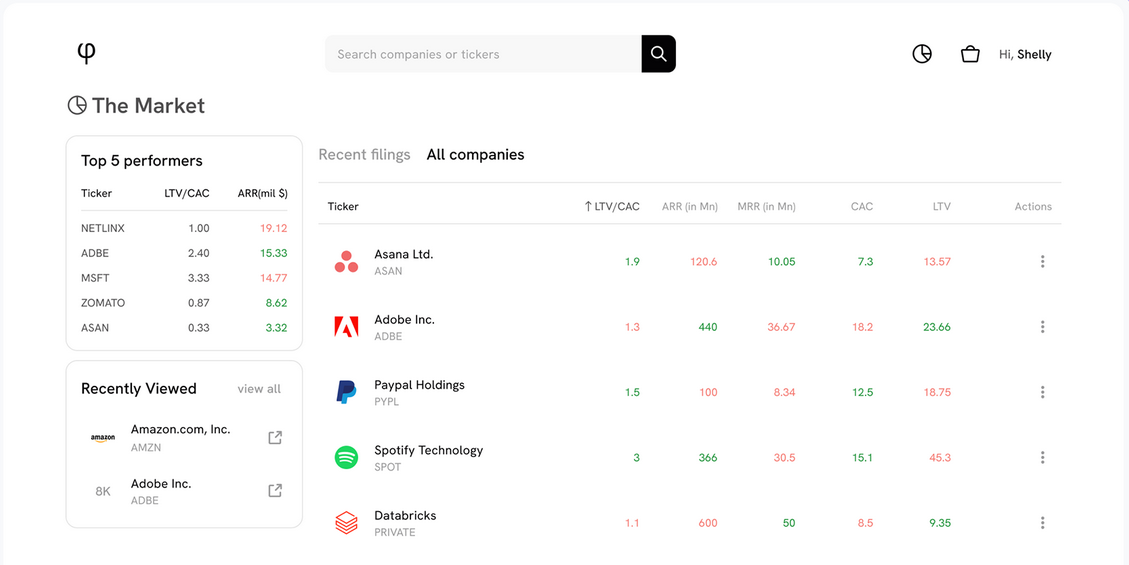 φ
Search companies or tickers
Hi, Shelly
The Market
Top 5 performers
Ticker LTV/CAC ARR(mil $)
NETLINX 1.00 19.12
ADBE 2.40 15.33
MSFT 3.33 14.77
ZOMATO 0.87 8.62
ASAN 0.33 3.32
Recently Viewed view all
amazon
Amazon.com, Inc.
AMZN
8K
Adobe Inc.
ADBE
Recent filings All companies
Ticker ↑ LTV/CAC ARR (in Mn) MRR (in Mn) CAC LTV Actions
Asana Ltd.
ASAN
1.9 120.6 10.05 7.3 13.57
Adobe Inc.
ADBE
1.3 440 36.67 18.2 23.66
Paypal Holdings
PYPL
1.5 100 8.34 12.5 18.75
Spotify Technology
SPOT
3 366 30.5 15.1 45.3
Databricks
PRIVATE
1.1 600 50 8.5 9.35